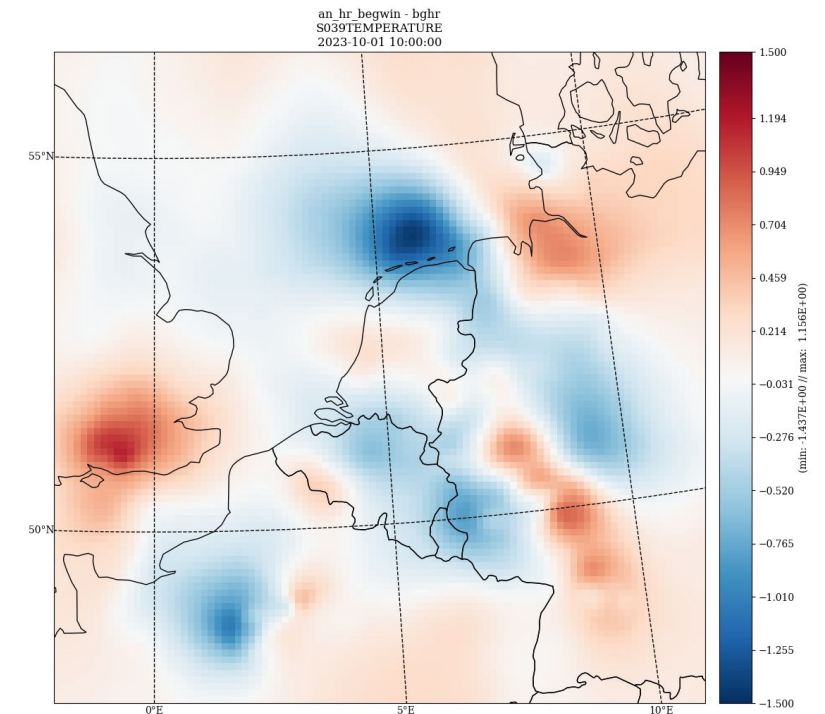 an_hr_begwin - bghr
S039TEMPERATURE
2023-10-01 10:00:00
1.500
1.194
0.949
0.704
0.459
0.214
−0.031
−0.276
−0.520
−0.765
−1.010
−1.255
−1.500
(min: -1.437E+00 // max:  1.156E+00)
55°N
50°N
0°E
5°E
10°E